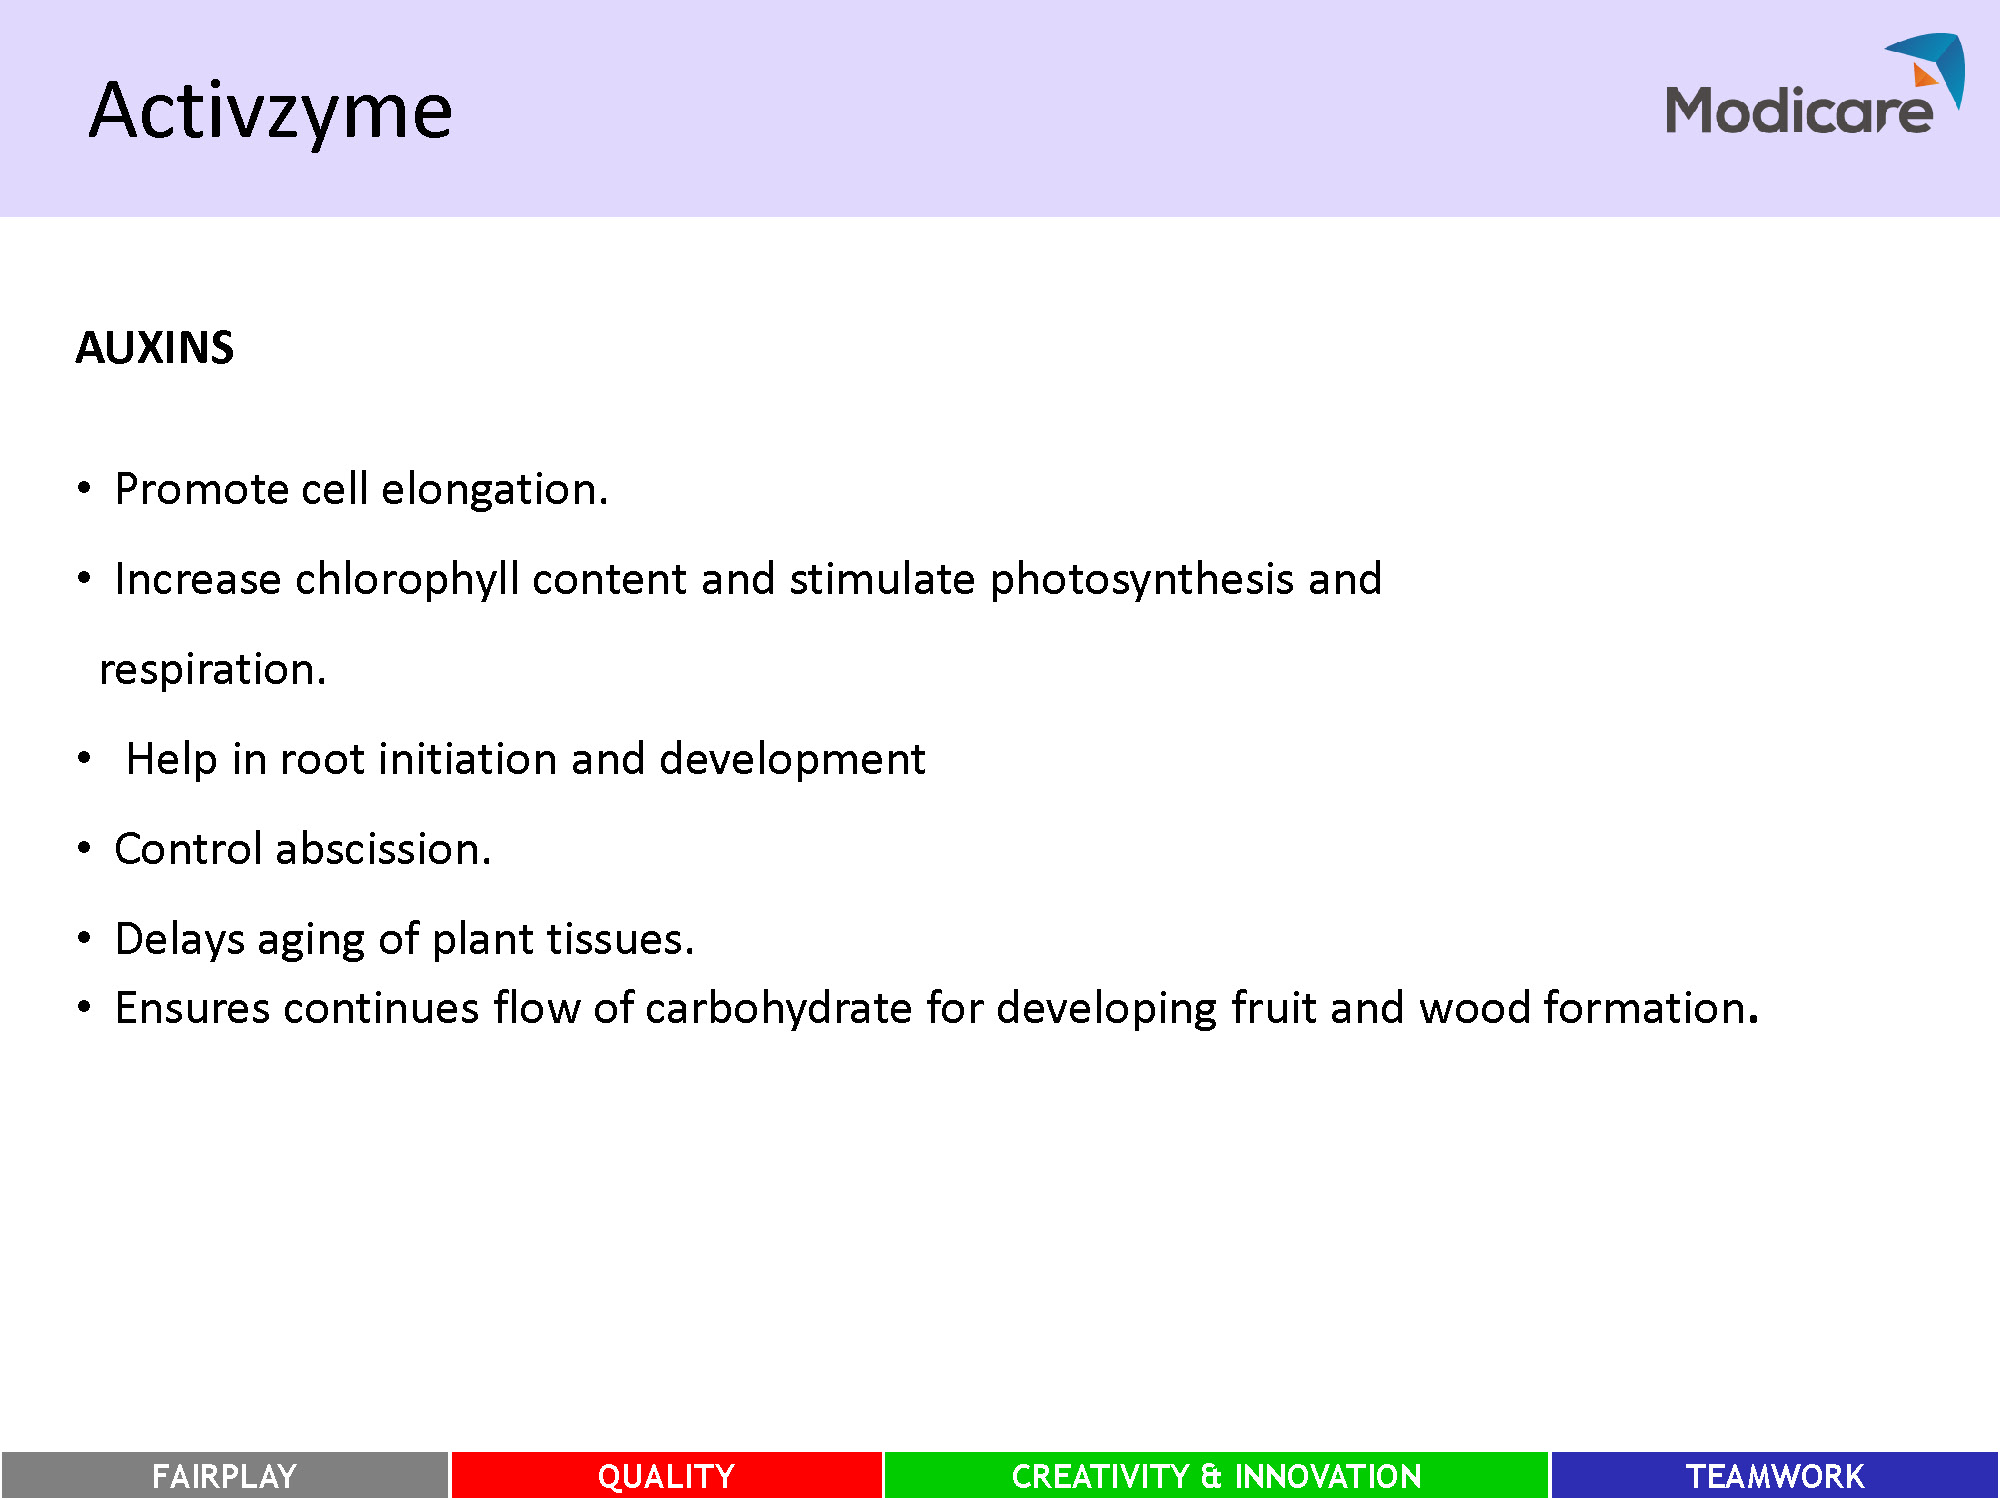 Activzyme
Modicare
AUXINS
• Promote cell elongation.
• Increase chlorophyll content and stimulate photosynthesis and
respiration.
• Help in root initiation and development
• Control abscission.
• Delays aging of plant tissues.
• Ensures continues flow of carbohydrate for developing fruit and wood formation.
FAIRPLAY
QUALITY
CREATIVITY & INNOVATION
TEAMWORK